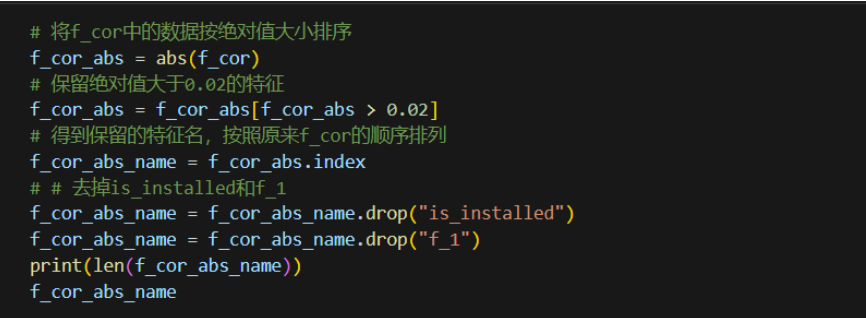 # 将f_cor中的数据按绝对值大小排序
f_cor_abs = abs(f_cor)
# 保留绝对值大于0.02的特征
f_cor_abs = f_cor_abs[f_cor_abs > 0.02]
# 得到保留的特征名，按照原来f_cor的顺序排列
f_cor_abs_name = f_cor_abs.index
# # 去掉is_installed和f_1
f_cor_abs_name = f_cor_abs_name.drop("is_installed")
f_cor_abs_name = f_cor_abs_name.drop("f_1")
print(len(f_cor_abs_name))
f_cor_abs_name